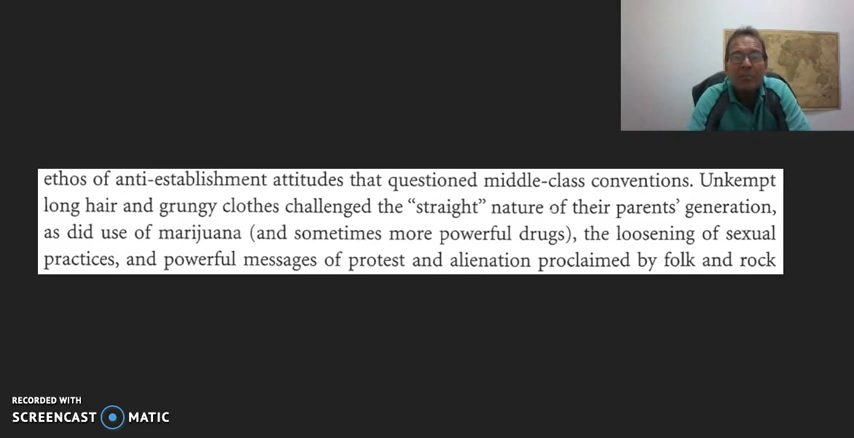 ethos of anti-establishment attitudes that questioned middle-class conventions. Unkempt
long hair and grungy clothes challenged the “straight” nature of their parents’ generation,
as did use of marijuana (and sometimes more powerful drugs), the loosening of sexual
practices, and powerful messages of protest and alienation proclaimed by folk and rock
RECORDED WITH
SCREENCAST MATIC